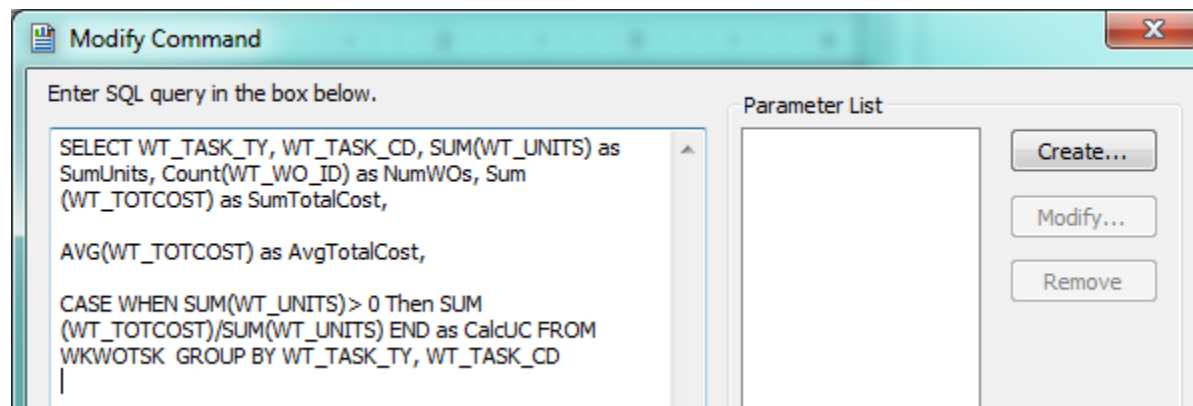 Modify Command
X
Enter SQL query in the box below.
SELECT WT_TASK_TY, WT_TASK_CD, SUM(WT_UNITS) as
SumUnits, Count(WT_WO_ID) as NumWOs, Sum
(WT_TOTCOST) as SumTotalCost,
AVG(WT_TOTCOST) as AvgTotalCost,
CASE WHEN SUM(WT_UNITS)> 0 Then SUM
(WT_TOTCOST)/SUM(WT_UNITS) END as CalcUC FROM
WKWOTSK  GROUP BY WT_TASK_TY, WT_TASK_CD
Parameter List
Create...
Modify...
Remove